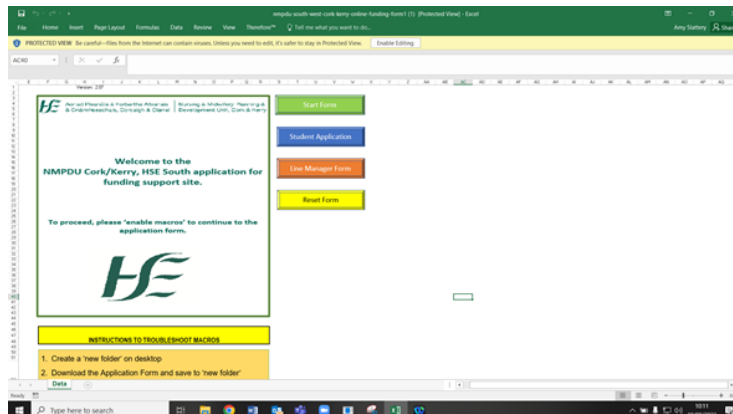 nmpdu-south-west-cork-kerry-online-funding-form1 (1) [Protected View] - Excel
Amy Slattery
File Home Insert Page Layout Formulas Data Review View Therefore™ Tell me what you want to do...
PROTECTED VIEW Be careful—files from the Internet can contain viruses. Unless you need to edit, it's safer to stay in Protected View. Enable Editing
AC40
Start Form
Student Application
Line Manager Form
Reset Form
Welcome to the
NMPDU Cork/Kerry, HSE South application for
funding support site.
To proceed, please 'enable macros' to continue to the
application form.
INSTRUCTIONS TO TROUBLESHOOT MACROS
1. Create a 'new folder' on desktop
2. Download the Application Form and save to 'new folder'
Data
Ready
Type here to search
10:11